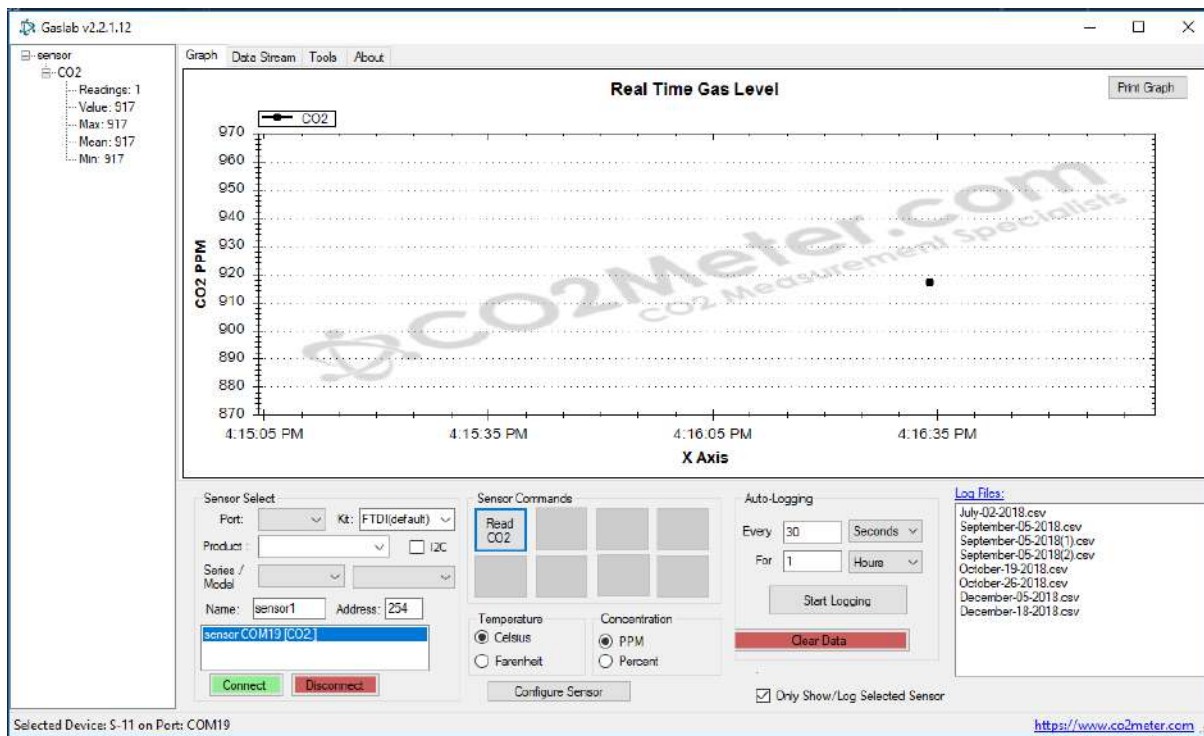 Gaslab v2.2.1.12
sensor
CO2
Readings: 1
Value: 917
Max: 917
Mean: 917
Min: 917
Graph Data Stream Tools About
Real Time Gas Level
Print Graph
CO2
970
960
950
940
930
920
910
900
890
880
870
CO2 PPM
CO2Meter.com
CO2 Measurement Specialists
4:15:05 PM 4:15:35 PM 4:16:05 PM 4:16:35 PM
X Axis
Sensor Select
Port: Kit: FTDI(default)
Product : I2C
Series /
Model
Name: sensor1 Address: 254
sensor COM19 [CO2,]
Connect Disconnect
Sensor Commands
Read
CO2
Temperature
Celsius
Farenheit
Concentration
PPM
Percent
Configure Sensor
Auto-Logging
Every 30 Seconds
For 1 Hours
Start Logging
Clear Data
Only Show/Log Selected Sensor
Log Files:
July-02-2018.csv
September-05-2018.csv
September-05-2018(1).csv
September-05-2018(2).csv
October-19-2018.csv
October-26-2018.csv
December-05-2018.csv
December-18-2018.csv
Selected Device: S-11 on Port: COM19
https://www.co2meter.com